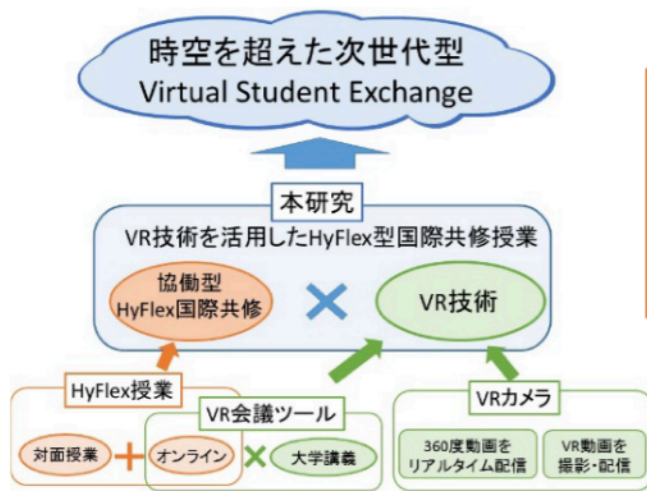 時空を超えた次世代型
Virtual Student Exchange
本研究
VR技術を活用したHyFlex型国際共修授業
協働型
HyFlex国際共修
×
VR技術
HyFlex授業
VR会議ツール
VRカメラ
対面授業
+
オンライン
×
大学講義
360度動画を
リアルタイム配信
VR動画を
撮影・配信